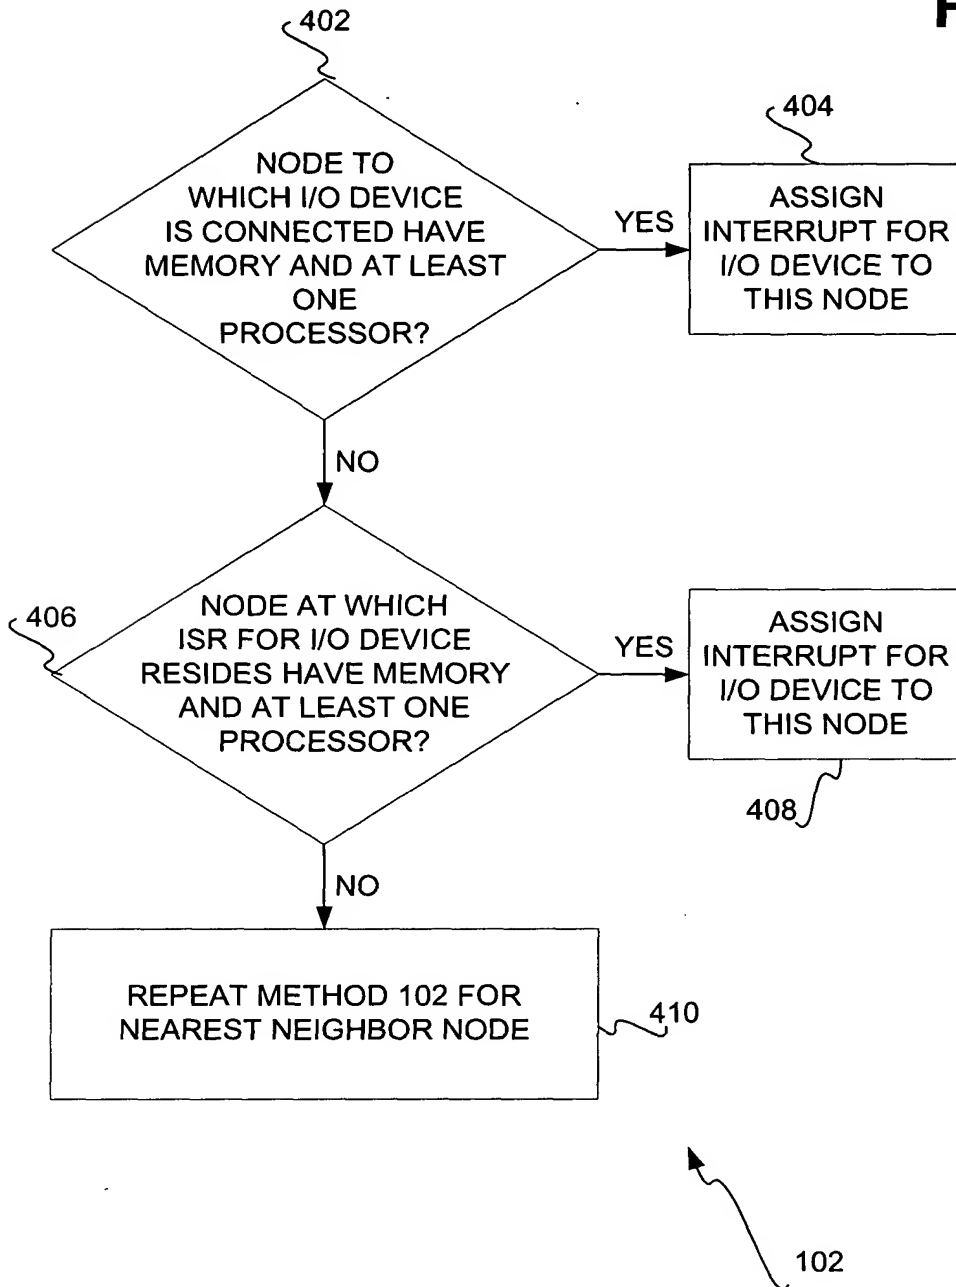 402
NODE TO
WHICH I/O DEVICE
IS CONNECTED HAVE
MEMORY AND AT LEAST
ONE
PROCESSOR?
YES
404
ASSIGN
INTERRUPT FOR
I/O DEVICE TO
THIS NODE
NO
406
NODE AT WHICH
ISR FOR I/O DEVICE
RESIDES HAVE MEMORY
AND AT LEAST ONE
PROCESSOR?
YES
ASSIGN
INTERRUPT FOR
I/O DEVICE TO
THIS NODE
408
NO
REPEAT METHOD 102 FOR
NEAREST NEIGHBOR NODE
410
102